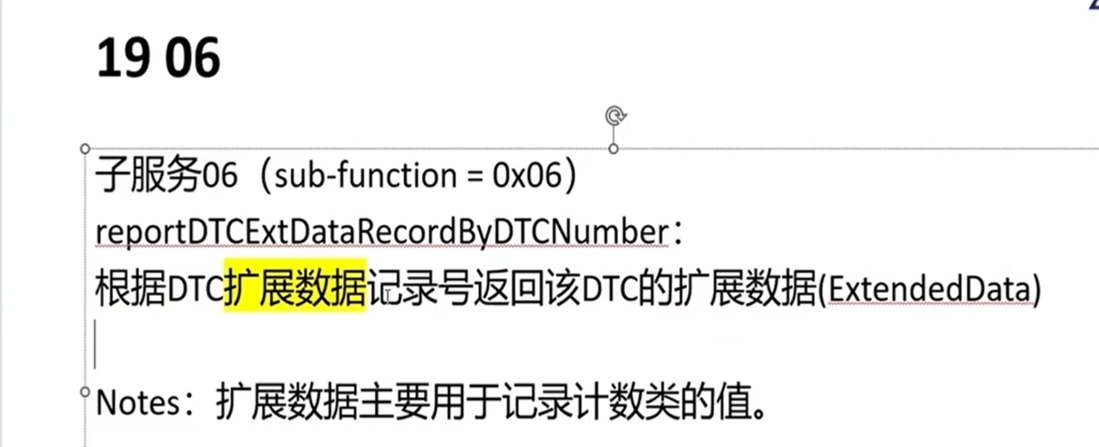 19 06
子服务06（sub-function = 0x06）
reportDTCExtDataRecordByDTCNumber：
根据DTC扩展数据记录号返回该DTC的扩展数据(ExtendedData)
Notes：扩展数据主要用于记录计数类的值。